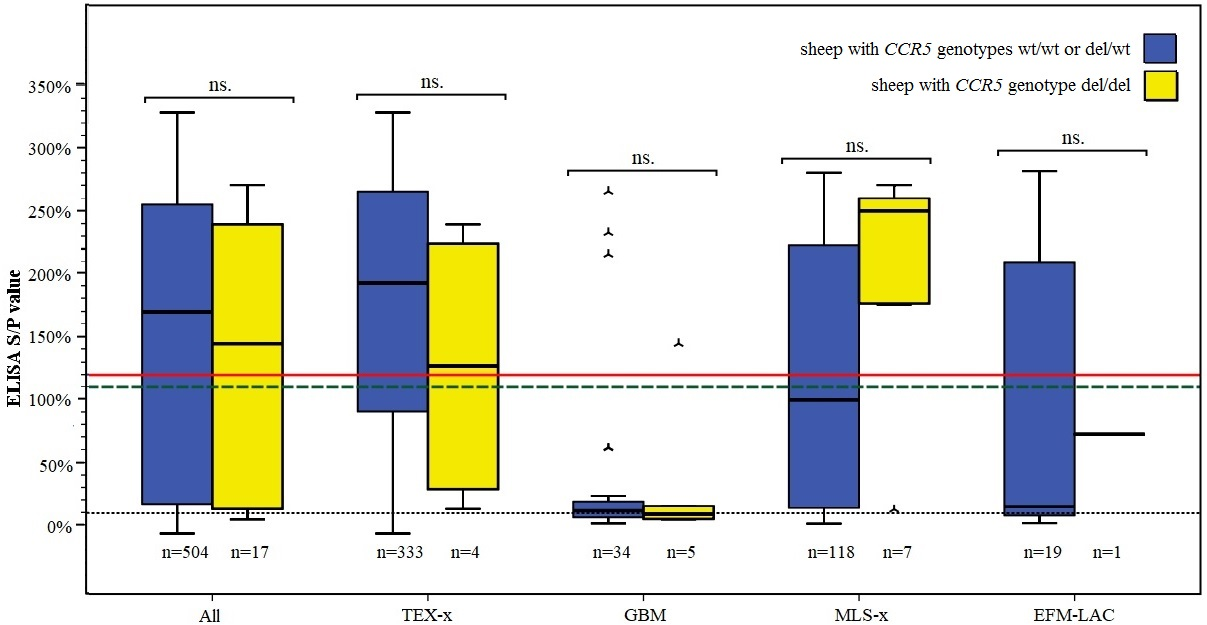 sheep with CCR5 genotypes wt/wt or del/wt
sheep with CCR5 genotype del/del
ELISA S/P value
350%
300%
250%
200%
150%
100%
50%
0%
ns.
ns.
ns.
ns.
ns.
n=504
n=17
n=333
n=4
n=34
n=5
n=118
n=7
n=19
n=1
All
TEX-x
GBM
MLS-x
EFM-LAC